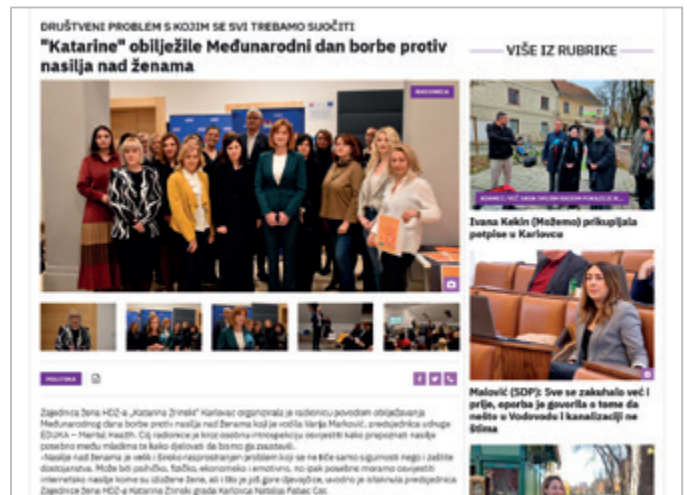 DRUŠTVENI PROBLEM S KOJIM SE SVI TREBAMO SUOČITI
"Katarine" obilježile Međunarodni dan borbe protiv
nasilja nad ženama
RADIONICA
POLITIKA
Zajednica žena HDZ-a „Katarina Zrinski“ Karlovac organizirala je radionicu povodom obilježavanja
Međunarodnog dana borbe protiv nasilja nad ženama koji je vodila Vanja Marković, predsjednica udruge
EDUKA – Mental Health. Cilj radionice je kroz osobnu introspekciju osvijestiti kako prepoznati nasilje
posebno među mladima te kako djelovati da bismo ga zaustavili.
-Nasilje nad ženama je velik i široko rasprostranjen problem koji se ne tiče samo sigurnosti nego i zaštite
dostojanstva. Može biti psihičko, fizičko, ekonomsko i emotivno, no ipak posebno moramo osvijestiti
internetsko nasilje kome su izložene žene, ali i što je još gore djevojčice, uvodno je istaknula predsjednica
Zajednice žena HDZ-a Katarina Zrinski grada Karlovca Natalija
VIŠE IZ RUBRIKE
Ivana Kekin (Možemo) prikupljala
potpise u Karlovcu
Malović (SDP): Sve se zakuhalo već i
prije, oporba je govorila o tome da
nešto u Vodovodu i kanalizaciji ne
štima